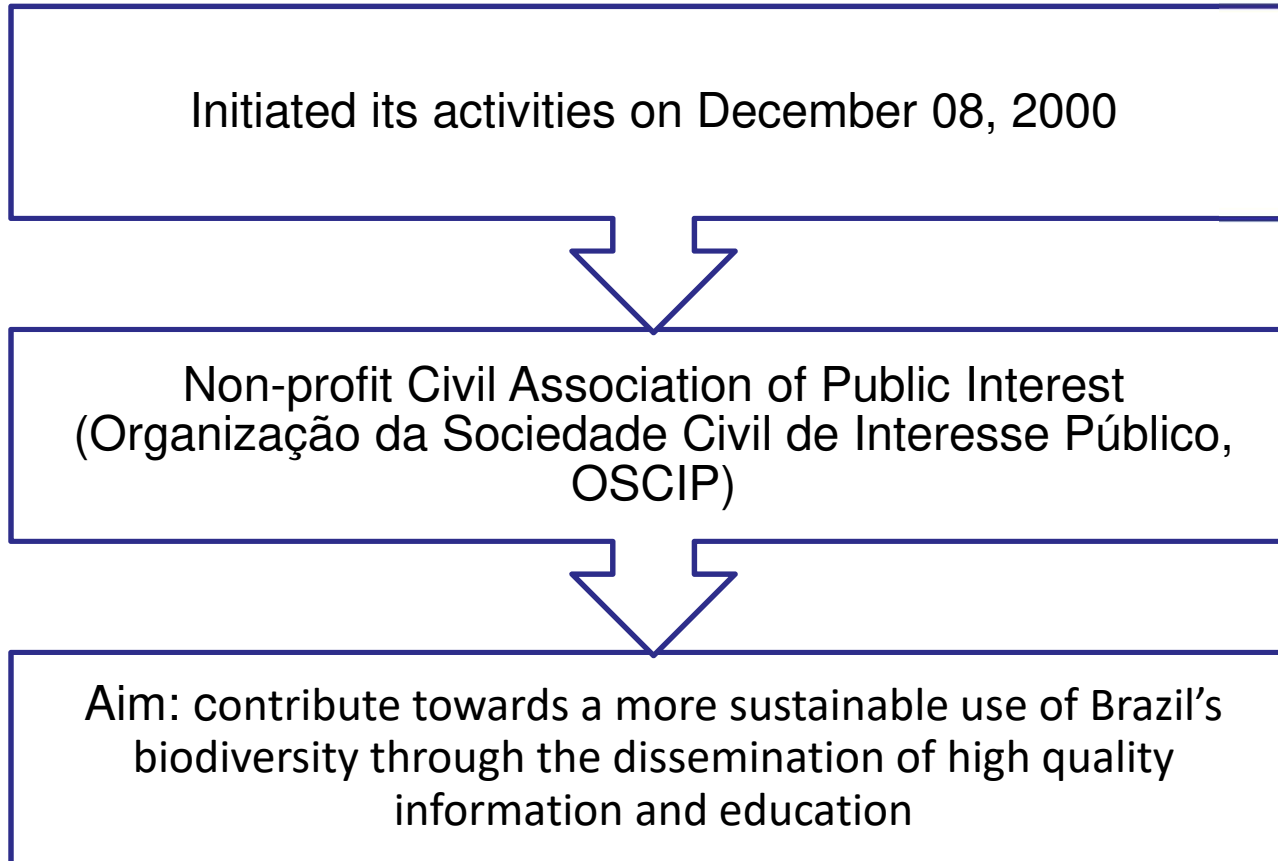 Initiated its activities on December 08, 2000
Non-profit Civil Association of Public Interest
(Organização da Sociedade Civil de Interesse Público,
OSCIP)
Aim: contribute towards a more sustainable use of Brazil’s
biodiversity through the dissemination of high quality
information and education